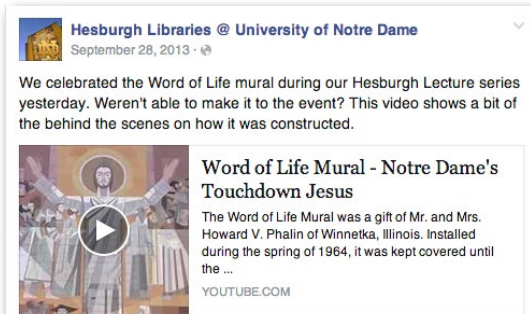 Hesburgh Libraries @ University of Notre Dame
September 28, 2013 ·
We celebrated the Word of Life mural during our Hesburgh Lecture series
yesterday. Weren't able to make it to the event? This video shows a bit of
the behind the scenes on how it was constructed.
Word of Life Mural - Notre Dame's
Touchdown Jesus
The Word of Life Mural was a gift of Mr. and Mrs.
Howard V. Phalin of Winnetka, Illinois. Installed
during the spring of 1964, it was kept covered until
the ...
YOUTUBE.COM